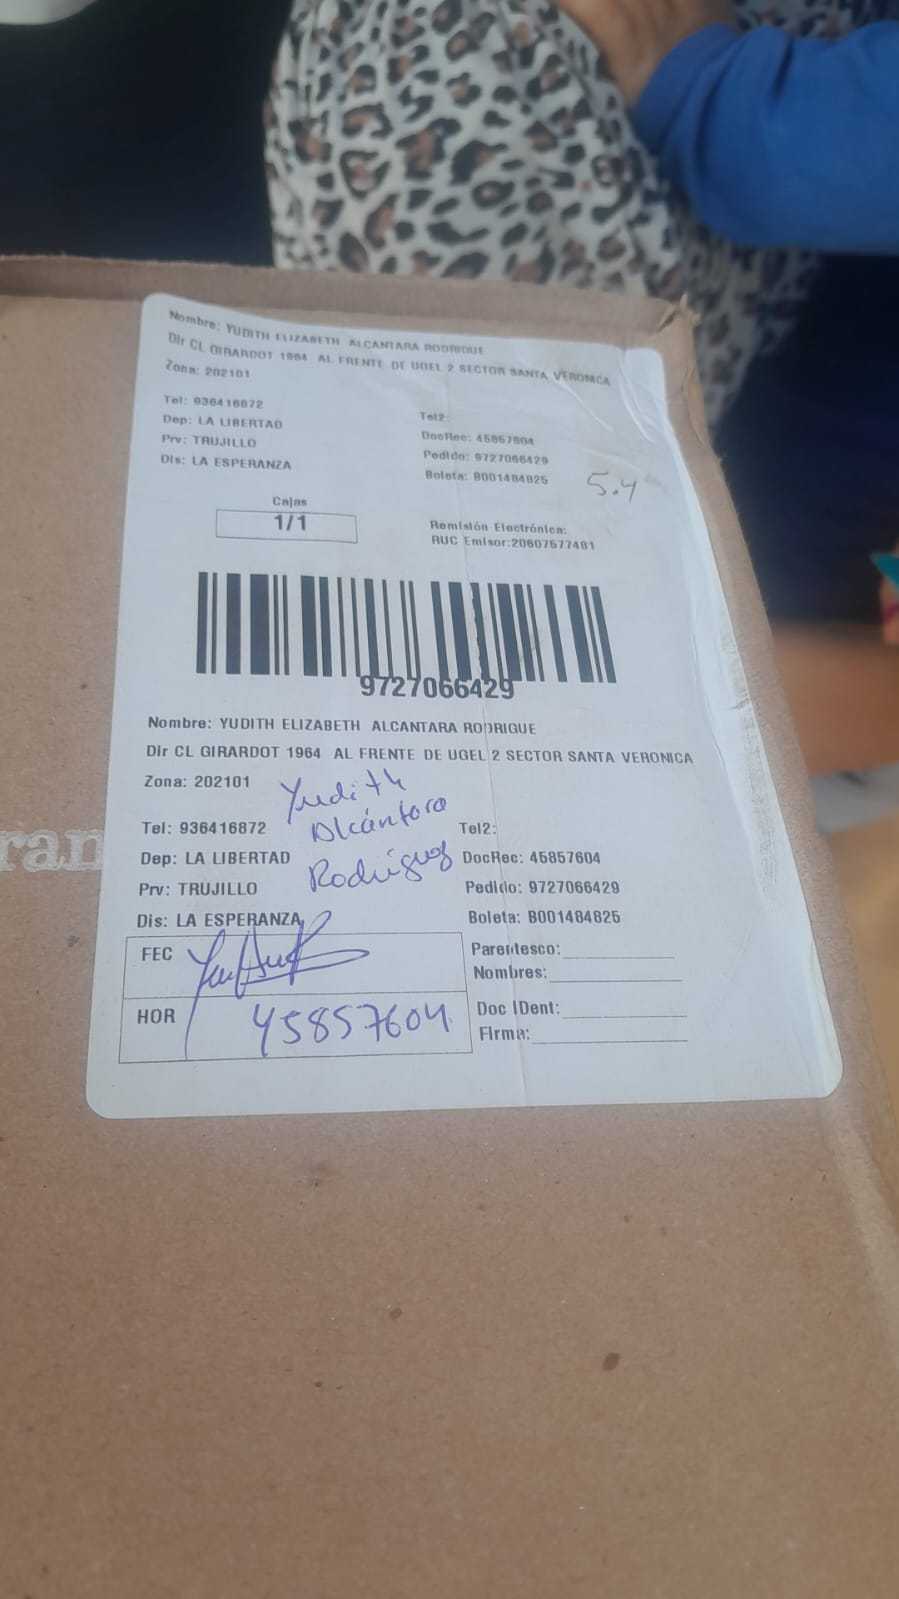 Nombre: YUDITH ELIZABETH ALCANTARA RODRIGUE
Dir CL GIRARDOT 1964 AL FRENTE DE UGEL 2 SECTOR SANTA VERONICA
Zona: 202101
Tel: 936416872
Tel2:
Dep: LA LIBERTAD
DocRec: 45857604
Prv: TRUJILLO
Pedido: 9727066429
Dis: LA ESPERANZA
Boleta: B001484825
5.4
Cajas
1/1
Remisión Electrónica:
RUC Emisor:20607577481
9727066429
Nombre: YUDITH ELIZABETH ALCANTARA RODRIGUE
Dir CL GIRARDOT 1964 AL FRENTE DE UGEL 2 SECTOR SANTA VERONICA
Zona: 202101
Yudith
Alcántara
Rodríguez
Tel: 936416872
Tel2:
Dep: LA LIBERTAD
DocRec: 45857604
Prv: TRUJILLO
Pedido: 9727066429
Dis: LA ESPERANZA
Boleta: B001484825
FEC
Parentesco:
Nombres:
HOR
45857604
Doc IDent:
Firma:
ran